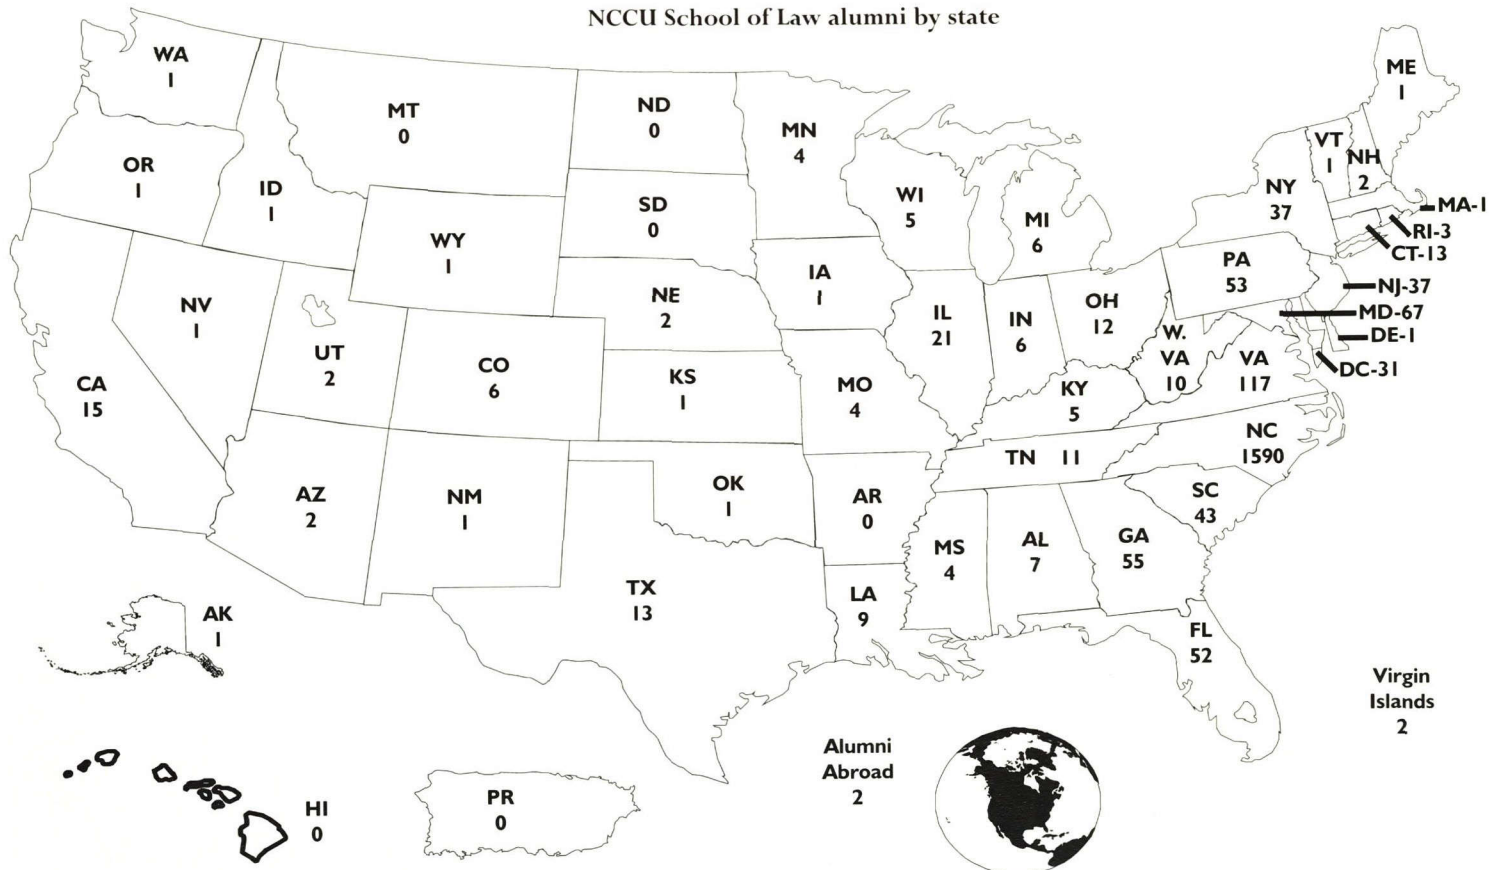 NCCU School of Law alumni by state
WA
1
OR
1
ID
1
MT
0
ND
0
MN
4
SD
0
WY
1
WI
5
MI
6
ME
1
VT
1
NH
2
NY
37
MA-1
RI-3
CT-13
NJ-37
MD-67
DE-1
DC-31
PA
53
NV
1
UT
2
CA
15
CO
6
NE
2
IA
1
IL
21
IN
6
OH
12
W.
VA
10
VA
117
KS
1
MO
4
KY
5
NC
1590
TN 11
SC
43
AZ
2
NM
1
OK
1
AR
0
MS
4
AL
7
GA
55
TX
13
LA
9
FL
52
AK
1
HI
0
PR
0
Alumni
Abroad
2
Virgin
Islands
2